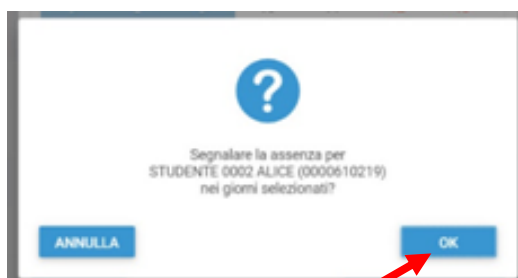 ?
Segnalare la assenza per
STUDENTE 0002 ALICE (0000610219)
nei giorni selezionati?
ANNULLA
OK